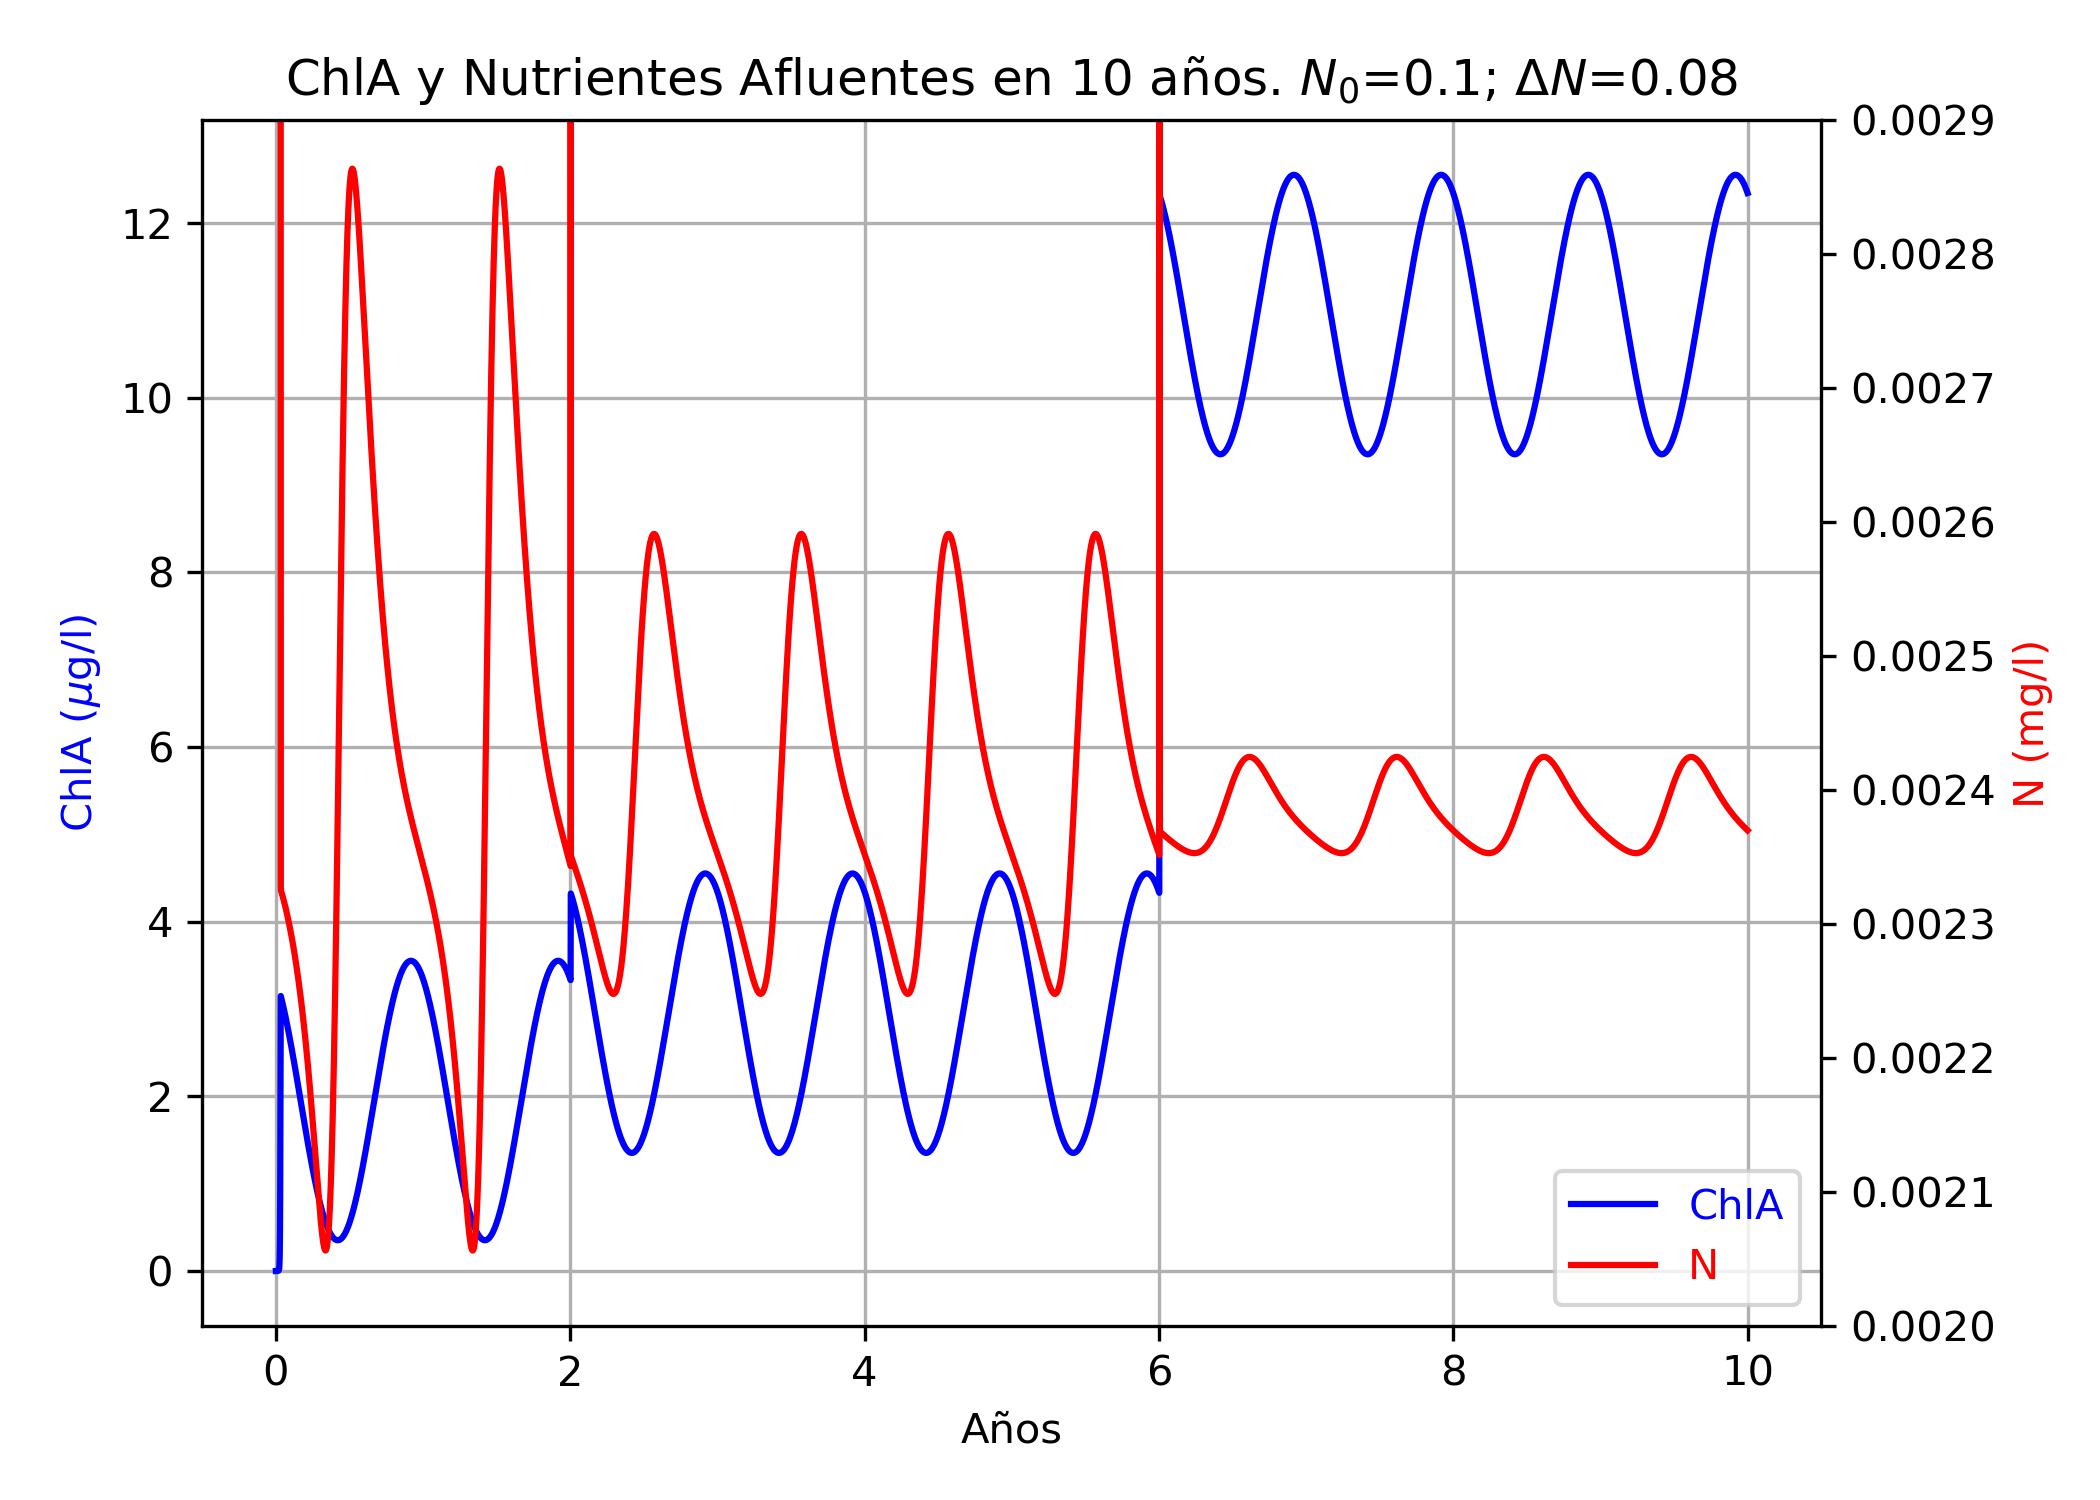 ChlA y Nutrientes Afluentes en 10 años. N₀=0.1; ΔN=0.08
12
10
8
6
4
2
0
ChlA (μg/l)
0.0029
0.0028
0.0027
0.0026
0.0025
0.0024
0.0023
0.0022
0.0021
0.0020
N (mg/l)
ChlA
N
0 2 4 6 8 10
Años